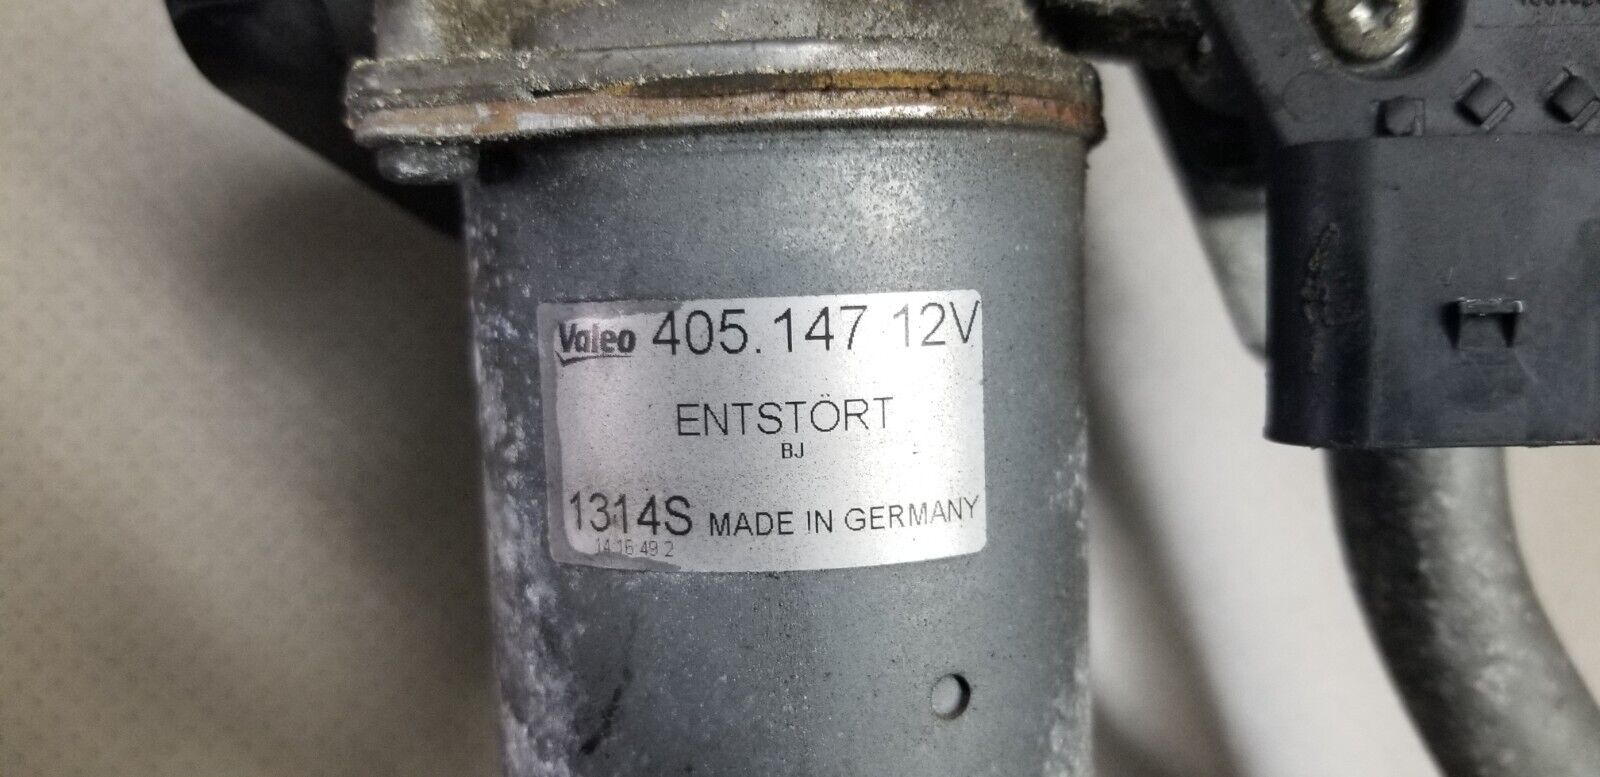 Valeo 405.147 12V
ENTSTÖRT
BJ
1314S MADE IN GERMANY
14 16 49 2